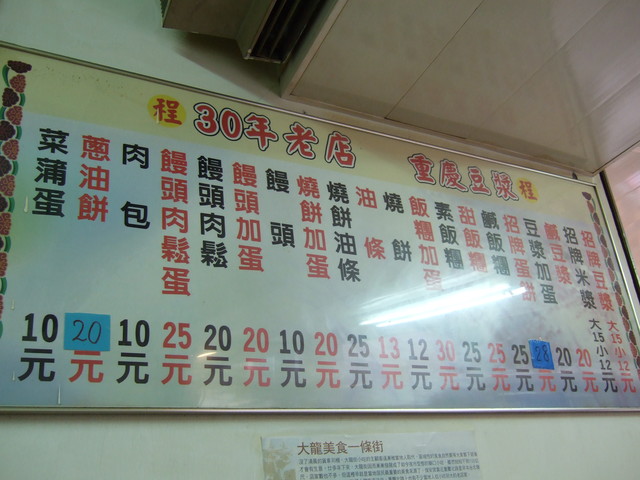 程 30年老店 重慶豆漿 程
招牌豆漿 大15小12元
招牌米漿 大15小12元
鹹豆漿 20元
豆漿加蛋 20元
招牌蛋餅 28元
鹹飯糰 25元
甜飯糰 25元
素飯糰 25元
飯糰加蛋 30元
燒餅 12元
油條 13元
燒餅油條 25元
燒餅加蛋 20元
饅頭 10元
饅頭加蛋 20元
饅頭肉鬆 20元
饅頭肉鬆蛋 25元
肉包 10元
蔥油餅 20元
菜蒲蛋 10元
大龍美食一條街